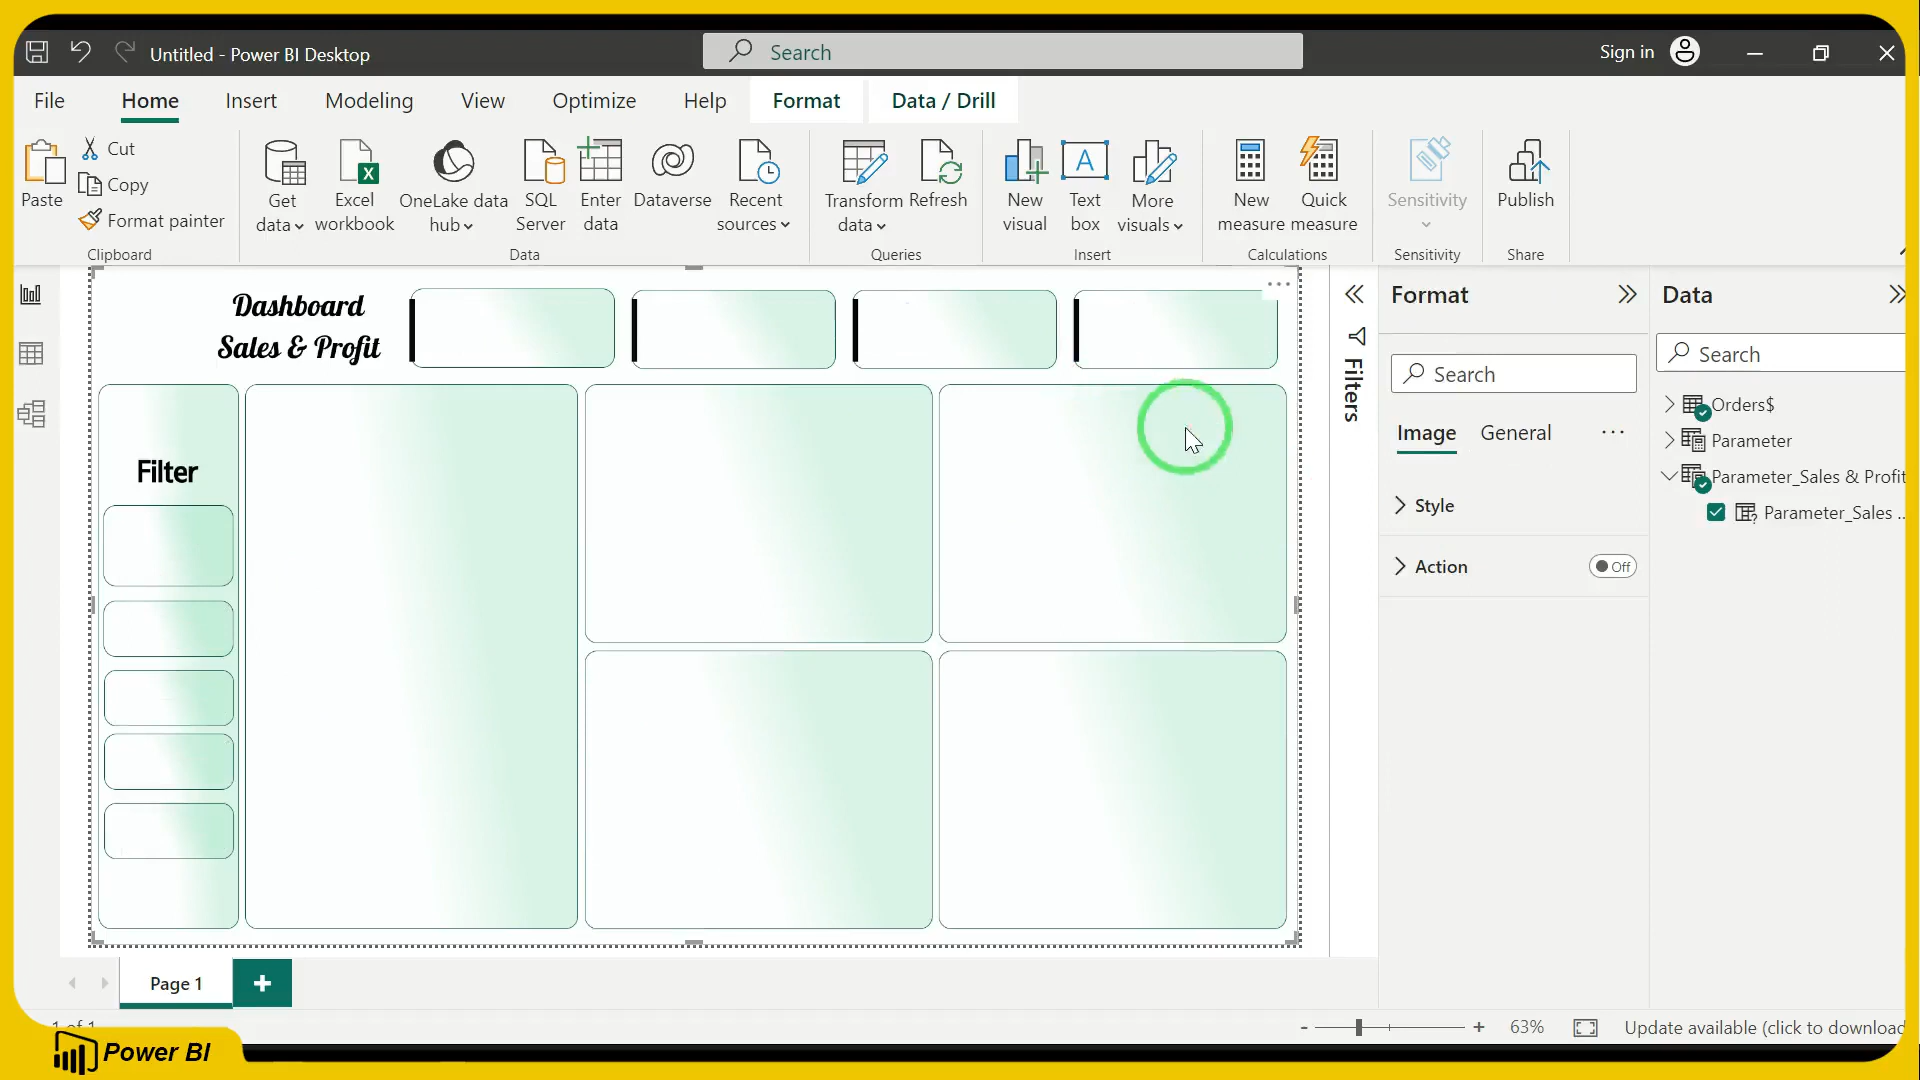 Untitled - Power BI Desktop
Search
Sign in
File
Home
Insert
Modeling
View
Optimize
Help
Format
Data / Drill
Paste
Cut
Copy
Format painter
Clipboard
Get
data
Excel
workbook
OneLake data
hub
SQL
Server
Enter
data
Dataverse
Recent
sources
Data
Transform
data
Refresh
Queries
New
visual
Text
box
More
visuals
Insert
New
measure
Quick
measure
Calculations
Sensitivity
Sensitivity
Publish
Share
Dashboard
Sales & Profit
Filter
Filters
Format
Search
Image
General
Style
Action
Off
Data
Search
Orders$
Parameter
Parameter_Sales & Profit
Parameter_Sales ..
Page 1
1 of 1
63%
Update available (click to download
Power BI